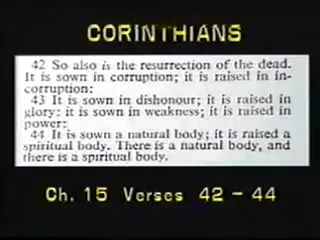 CORINTHIANS
42 So also is the resurrection of the dead.
It is sown in corruption; it is raised in in-
corruption:
43 It is sown in dishonour; it is raised in
glory: it is sown in weakness; it is raised in
power:
44 It is sown a natural body; it is raised a
spiritual body. There is a natural body, and
there is a spiritual body.
Ch. 15 Verses 42 - 44